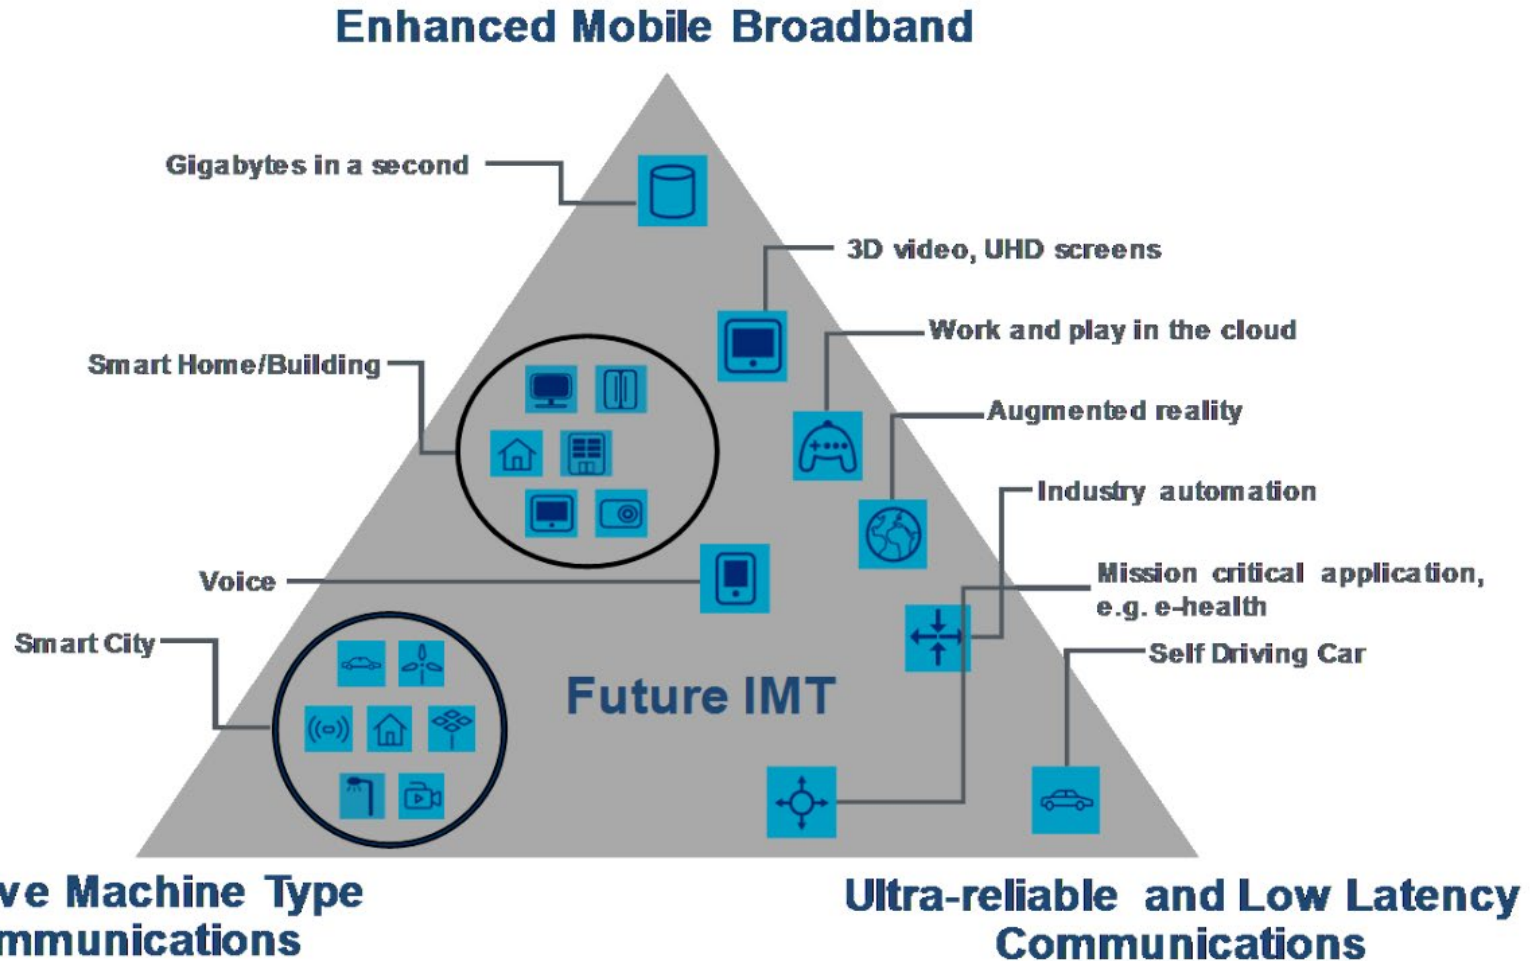 Enhanced Mobile Broadband
Gigabytes in a second
3D video, UHD screens
Work and play in the cloud
Smart Home/Building
Augmented reality
Industry automation
Voice
Mission critical application,
e.g. e-health
Smart City
Self Driving Car
Future IMT
ve Machine Type
mmunications
Ultra-reliable and Low Latency
Communications